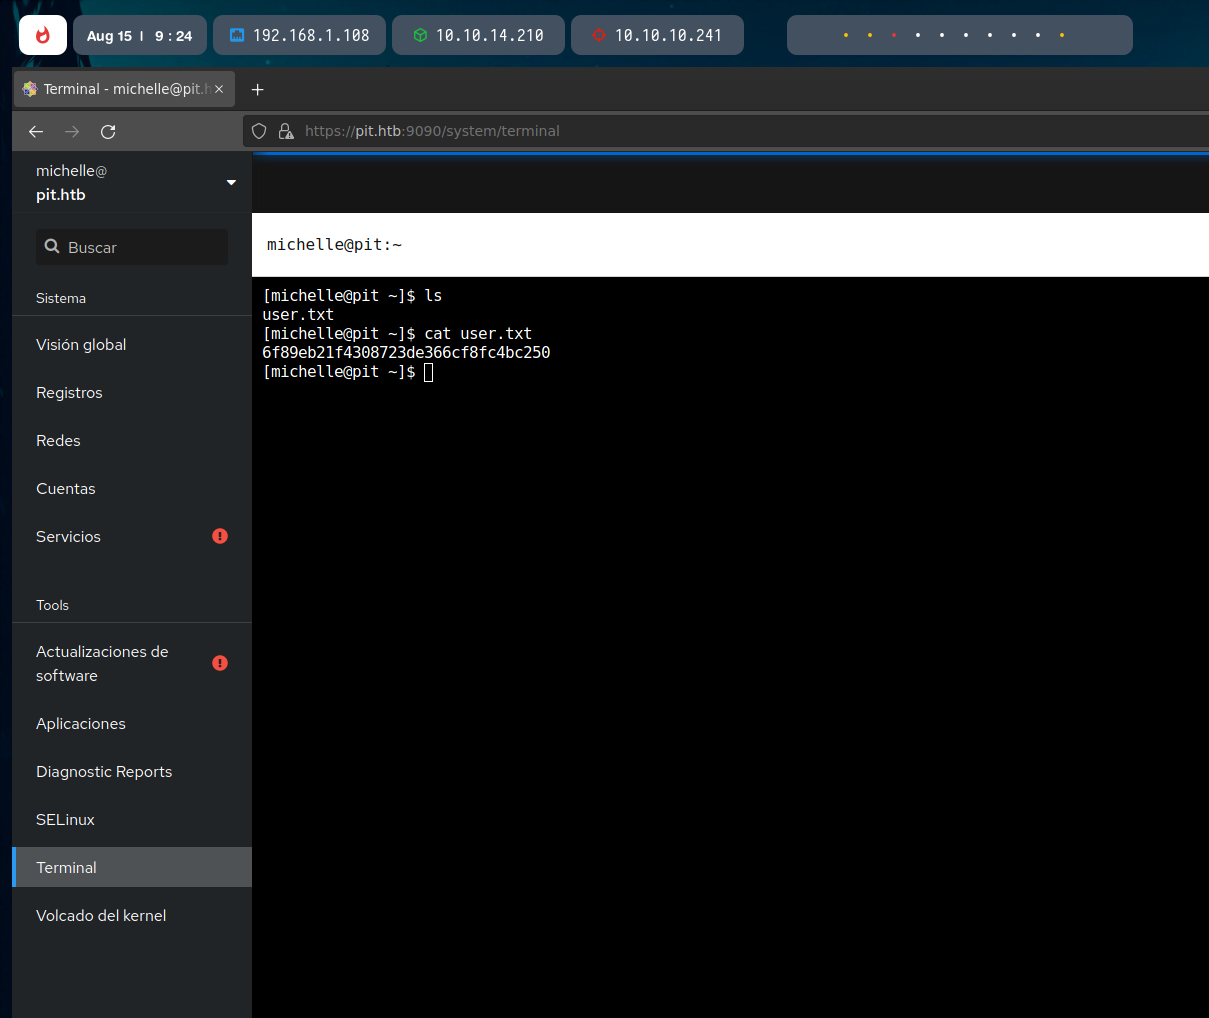 Aug 15 | 9 : 24
192.168.1.108
10.10.14.210
10.10.10.241
Terminal - michelle@pit.h
https://pit.htb:9090/system/terminal
michelle@
pit.htb
Buscar
Sistema
Visión global
Registros
Redes
Cuentas
Servicios
Tools
Actualizaciones de
software
Aplicaciones
Diagnostic Reports
SELinux
Terminal
Volcado del kernel
michelle@pit:~
[michelle@pit ~]$ ls
user.txt
[michelle@pit ~]$ cat user.txt
6f89eb21f4308723de366cf8fc4bc250
[michelle@pit ~]$